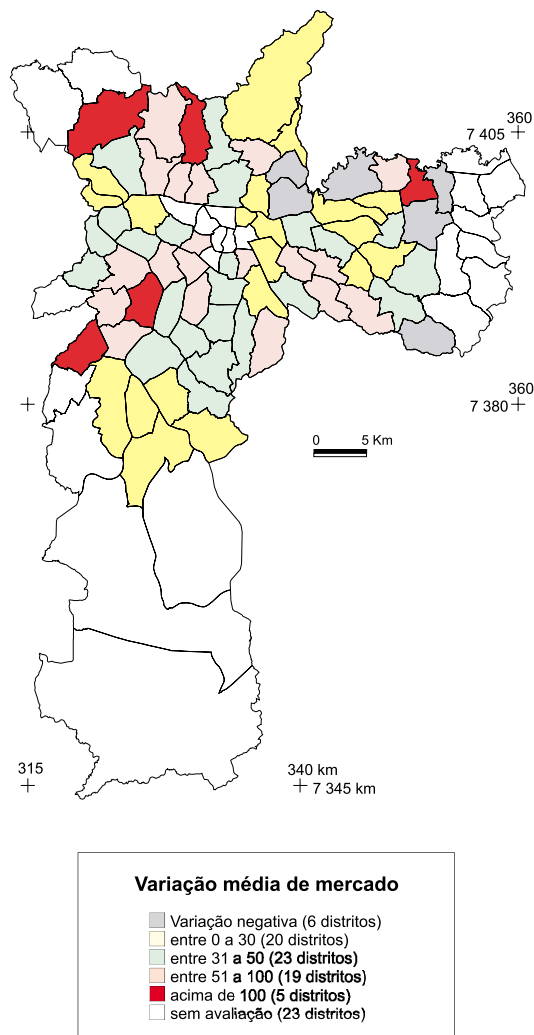 360
7 405
360
7 380
0 5 Km
315
340 km
7 345 km
Variação média de mercado
Variação negativa (6 distritos)
entre 0 a 30 (20 distritos)
entre 31 a 50 (23 distritos)
entre 51 a 100 (19 distritos)
acima de 100 (5 distritos)
sem avaliação (23 distritos)